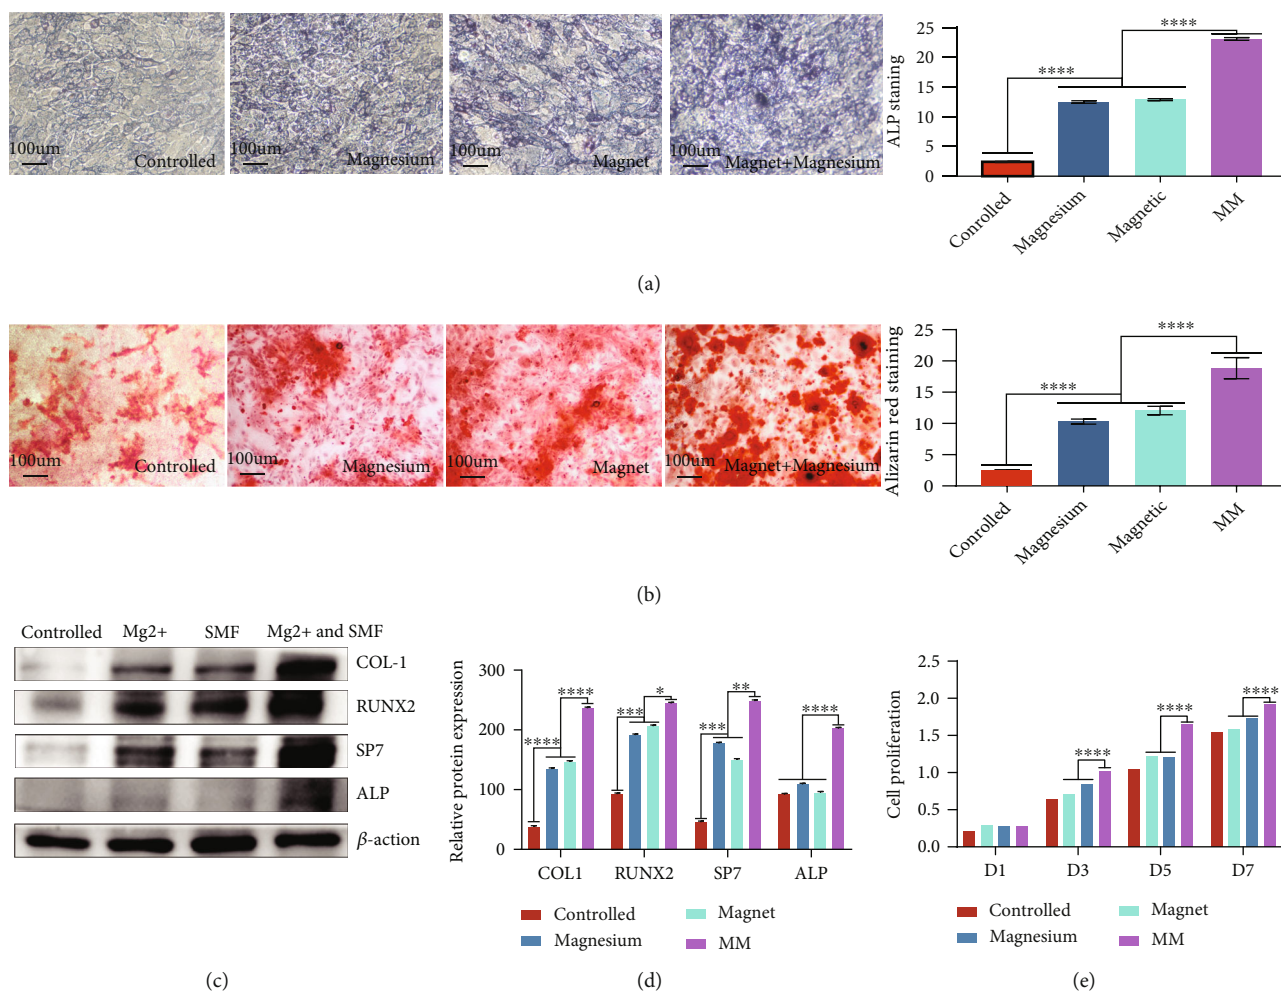 100um
Controlled
100um
Magnesium
100um
Magnet
100um
Magnet+Magnesium
ALP staning
25
20
15
10
5
0
****
****
Conrolled
Magnesium
Magnetic
MM
(a)
100um
Controlled
100um
Magnesium
100um
Magnet
100um
Magnet+Magnesium
Alizarin red staining
25
20
15
10
5
0
****
****
Conrolled
Magnesium
Magnetic
MM
(b)
Controlled Mg2+ SMF Mg2+ and SMF
COL-1
RUNX2
SP7
ALP
β-action
(c)
Relative protein expression
300
200
100
0
****
****
***
*
***
**
****
COL1 RUNX2 SP7 ALP
Controlled Magnet
Magnesium MM
(d)
Cell proliferation
2.5
2.0
1.5
1.0
0.5
0.0
****
****
****
D1 D3 D5 D7
Controlled Magnet
Magnesium MM
(e)